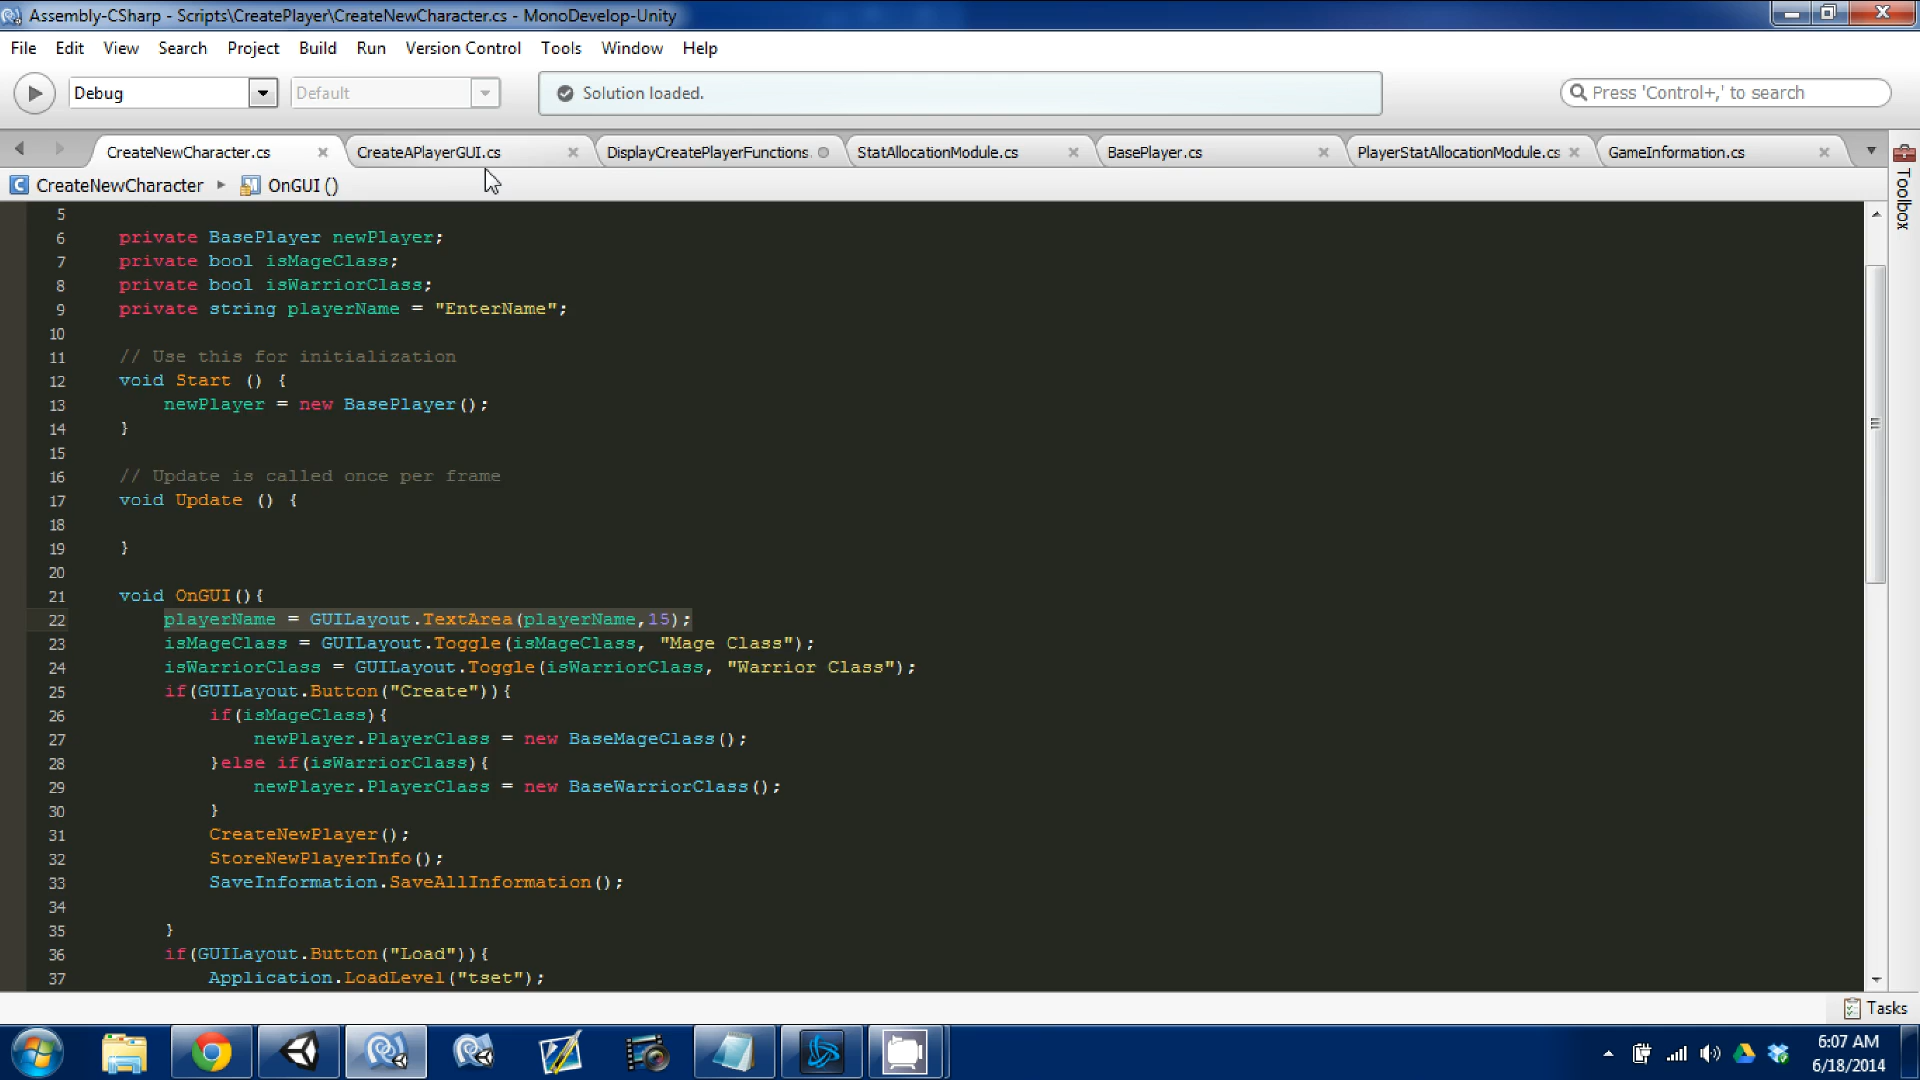 Assembly-CSharp - Scripts\CreatePlayer\CreateNewCharacter.cs - MonoDevelop-Unity
File Edit View Search Project Build Run Version Control Tools Window Help
Debug Default Solution loaded. Press 'Control+,' to search
CreateNewCharacter.cs CreateAPlayerGUI.cs DisplayCreatePlayerFunctions. StatAllocationModule.cs BasePlayer.cs PlayerStatAllocationModule.cs GameInformation.cs
CreateNewCharacter OnGUI ()
Toolbox
5
6 private BasePlayer newPlayer;
7 private bool isMageClass;
8 private bool isWarriorClass;
9 private string playerName = "EnterName";
10
11 // Use this for initialization
12 void Start () {
13 newPlayer = new BasePlayer();
14 }
15
16 // Update is called once per frame
17 void Update () {
18
19 }
20
21 void OnGUI(){
22 playerName = GUILayout.TextArea(playerName,15);
23 isMageClass = GUILayout.Toggle(isMageClass, "Mage Class");
24 isWarriorClass = GUILayout.Toggle(isWarriorClass, "Warrior Class");
25 if(GUILayout.Button("Create")){
26 if(isMageClass){
27 newPlayer.PlayerClass = new BaseMageClass();
28 }else if(isWarriorClass){
29 newPlayer.PlayerClass = new BaseWarriorClass();
30 }
31 CreateNewPlayer();
32 StoreNewPlayerInfo();
33 SaveInformation.SaveAllInformation();
34
35 }
36 if(GUILayout.Button("Load")){
37 Application.LoadLevel("tset");
Tasks
6:07 AM
6/18/2014